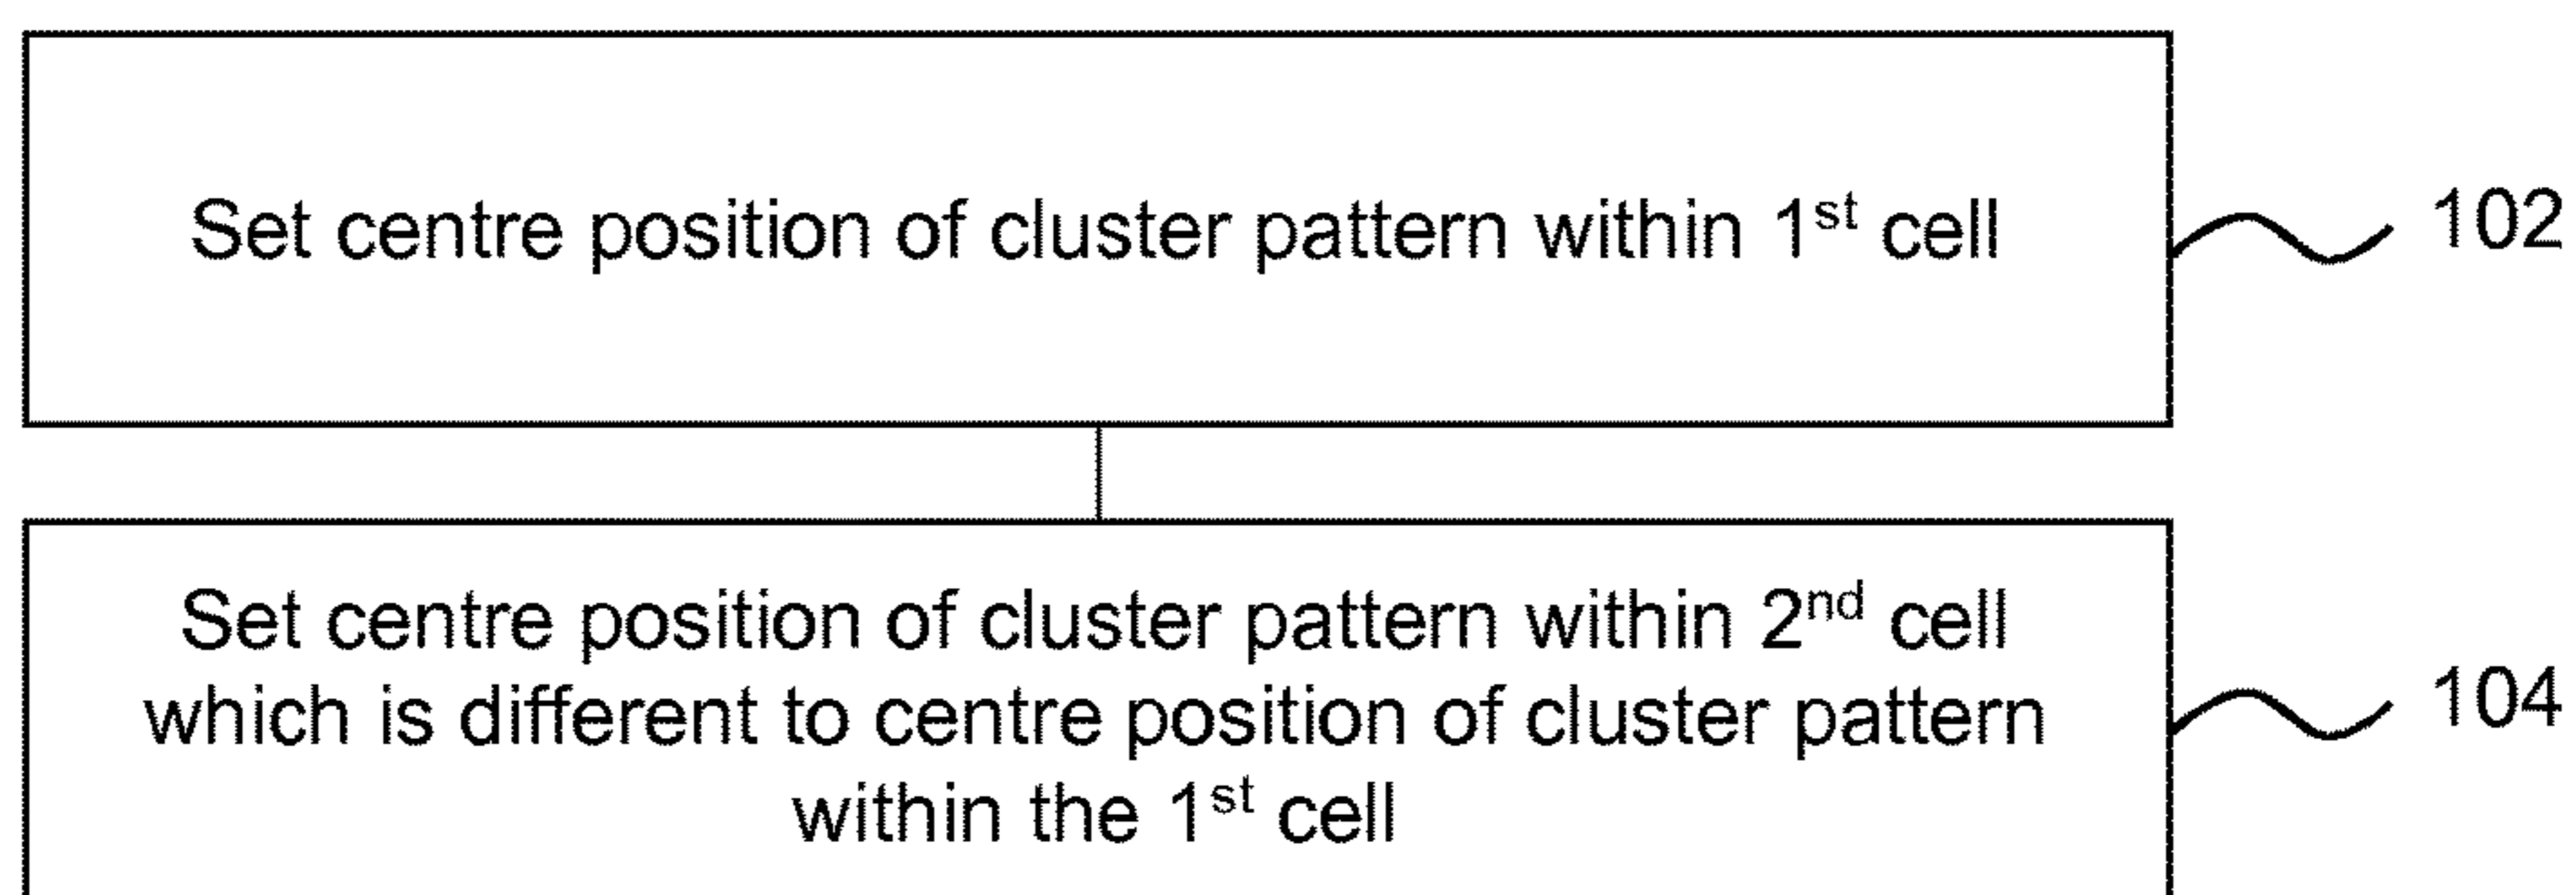 Set centre position of cluster pattern within 1st cell
102
Set centre position of cluster pattern within 2nd cell
which is different to centre position of cluster pattern
within the 1st cell
104